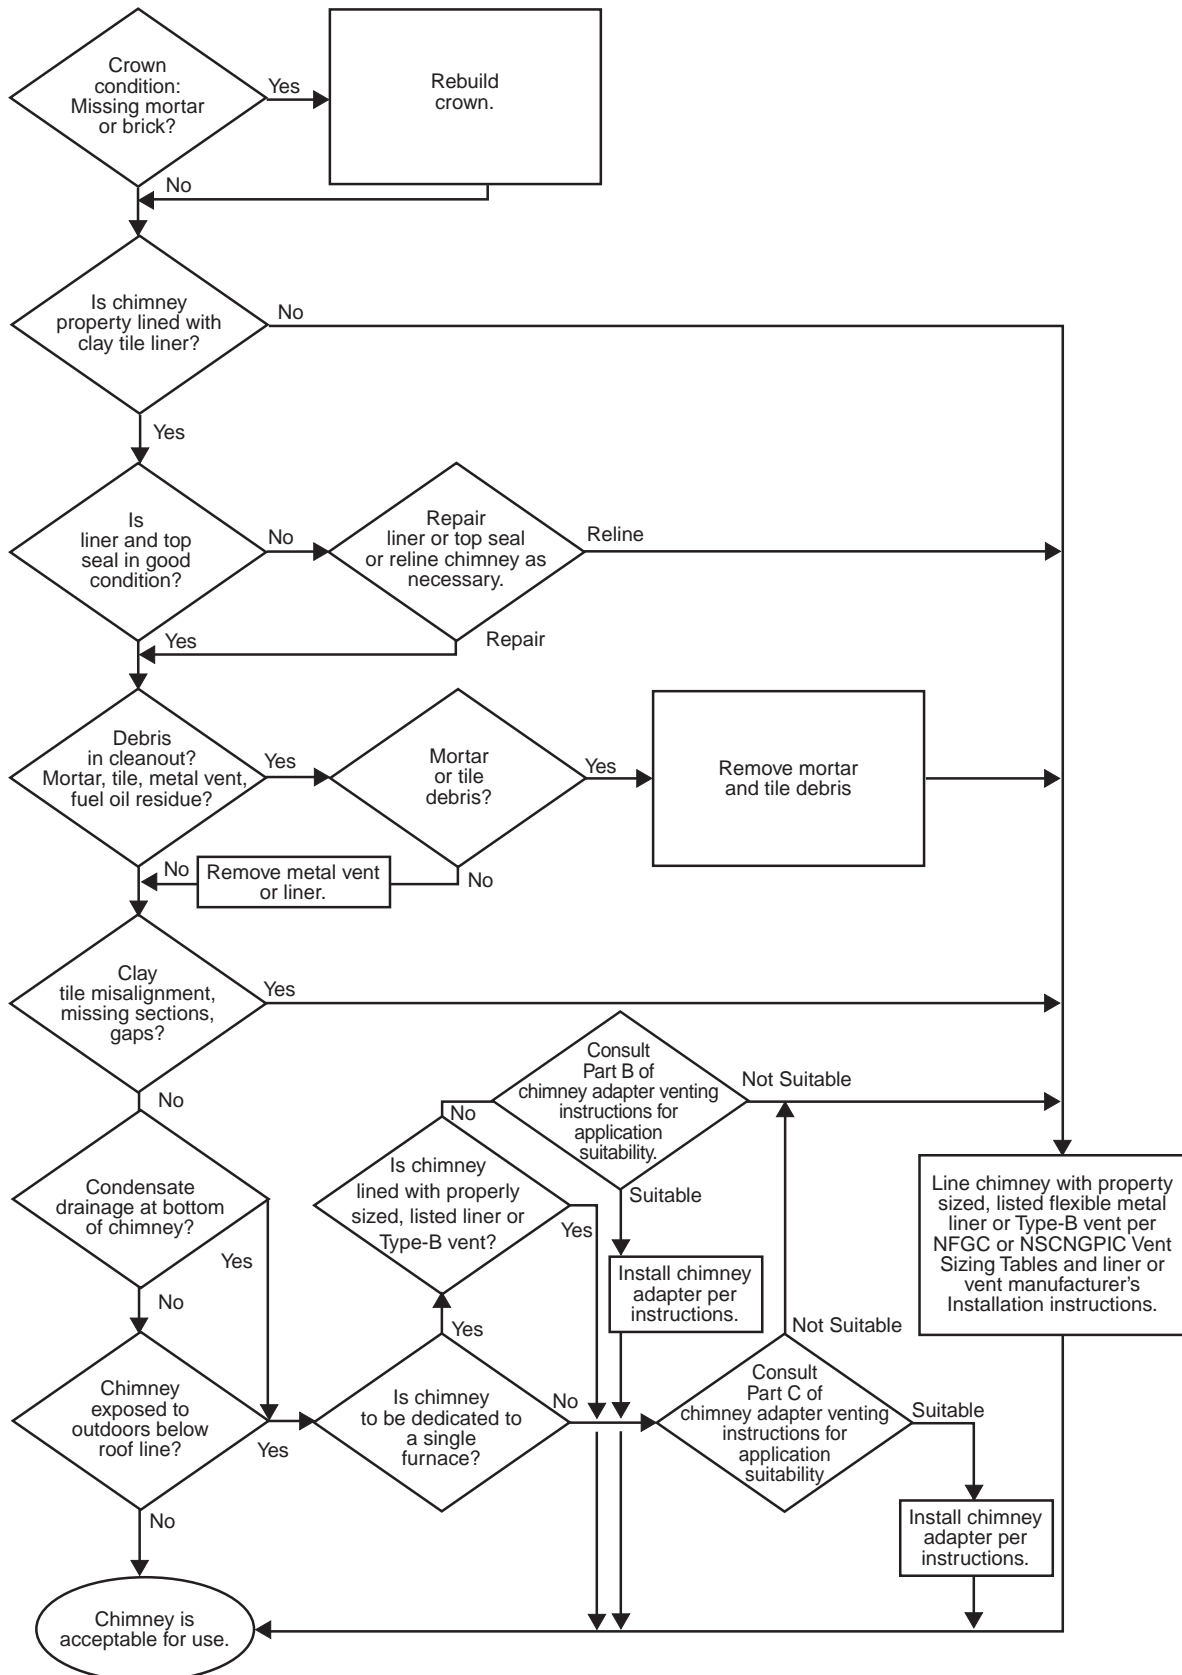 Crown
condition:
Missing mortar
or brick?
Yes
Rebuild
crown.
No
Is chimney
property lined with
clay tile liner?
No
Yes
Is
liner and top
seal in good
condition?
No
Repair
liner or top seal
or reline chimney as
necessary.
Reline
Yes
Repair
Debris
in cleanout?
Mortar, tile, metal vent,
fuel oil residue?
Yes
Mortar
or tile
debris?
Yes
Remove mortar
and tile debris
No
Remove metal vent
or liner.
No
Clay
tile misalignment,
missing sections,
gaps?
Yes
No
Consult
Part B of
chimney adapter venting
instructions for
application
suitability.
Not Suitable
No
Suitable
Condensate
drainage at bottom
of chimney?
Yes
No
Is chimney
lined with properly
sized, listed liner or
Type-B vent?
Yes
Install chimney
adapter per
instructions.
Line chimney with property
sized, listed flexible metal
liner or Type-B vent per
NFGC or NSCNGPIC Vent
Sizing Tables and liner or
vent manufacturer's
Installation instructions.
Yes
Not Suitable
Chimney
exposed to
outdoors below
roof line?
Yes
No
Is chimney
to be dedicated to
a single
furnace?
No
Consult
Part C of
chimney adapter venting
instructions for
application
suitability
Suitable
Install chimney
adapter per
instructions.
Chimney is
acceptable for use.